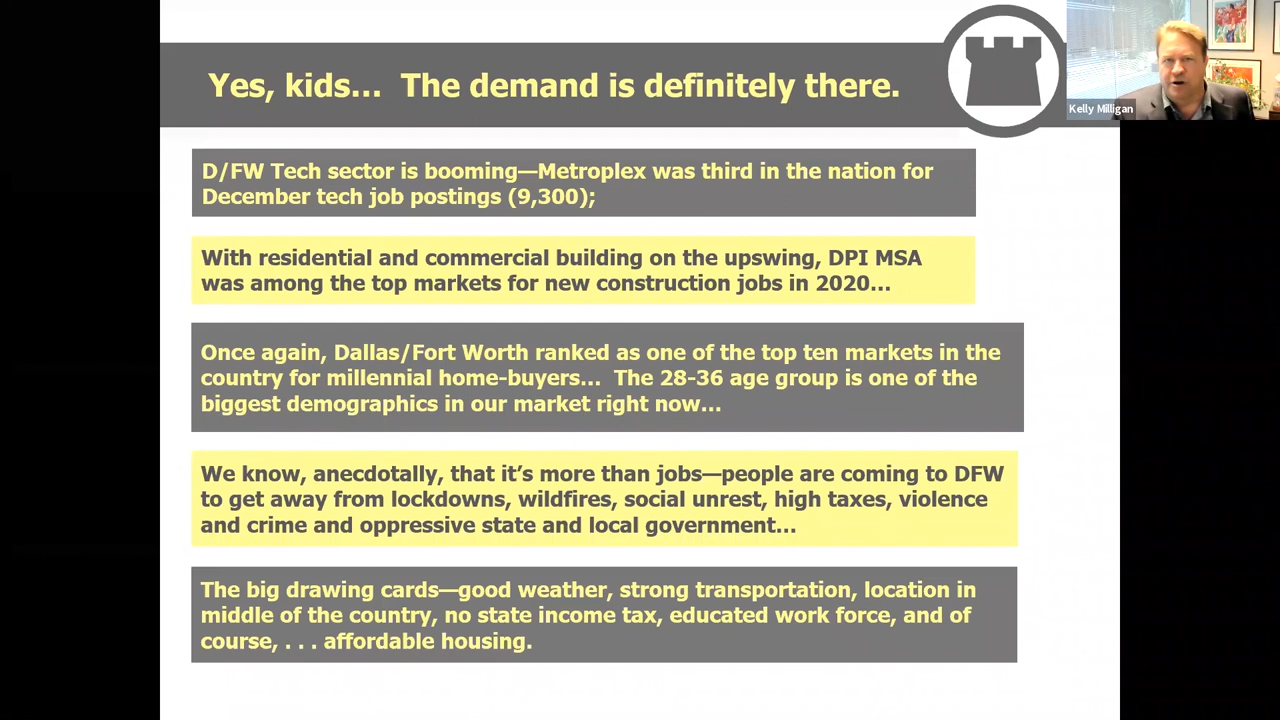 Yes, kids... The demand is definitely there.
Kelly Milligan
D/FW Tech sector is booming—Metroplex was third in the nation for
December tech job postings (9,300);
With residential and commercial building on the upswing, DPI MSA
was among the top markets for new construction jobs in 2020...
Once again, Dallas/Fort Worth ranked as one of the top ten markets in the
country for millennial home-buyers... The 28-36 age group is one of the
biggest demographics in our market right now...
We know, anecdotally, that it's more than jobs—people are coming to DFW
to get away from lockdowns, wildfires, social unrest, high taxes, violence
and crime and oppressive state and local government...
The big drawing cards—good weather, strong transportation, location in
middle of the country, no state income tax, educated work force, and of
course, . . . affordable housing.